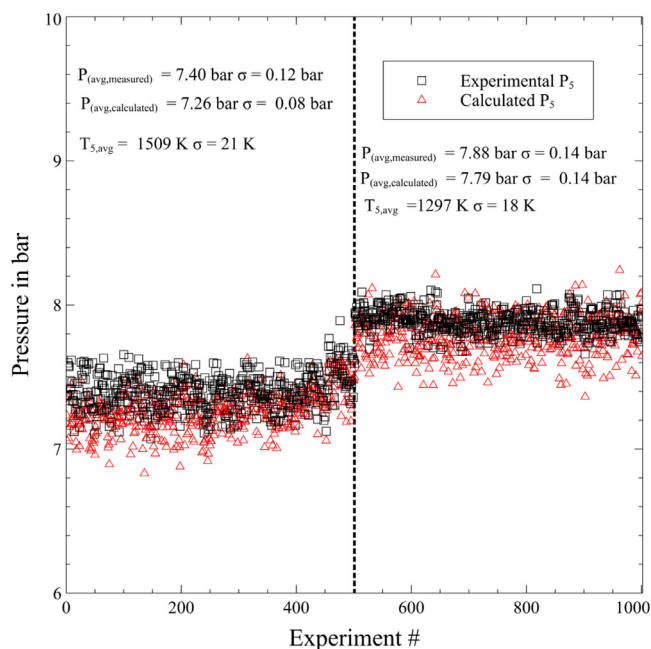 10
P(avg,measured) = 7.40 bar σ = 0.12 bar
P(avg,calculated) = 7.26 bar σ = 0.08 bar
T5,avg = 1509 K σ = 21 K
Experimental P5
Calculated P5
9
P(avg,measured) = 7.88 bar σ = 0.14 bar
P(avg,calculated) = 7.79 bar σ = 0.14 bar
T5,avg =1297 K σ = 18 K
Pressure in bar
8
7
6
0 200 400 600 800 1000
Experiment #